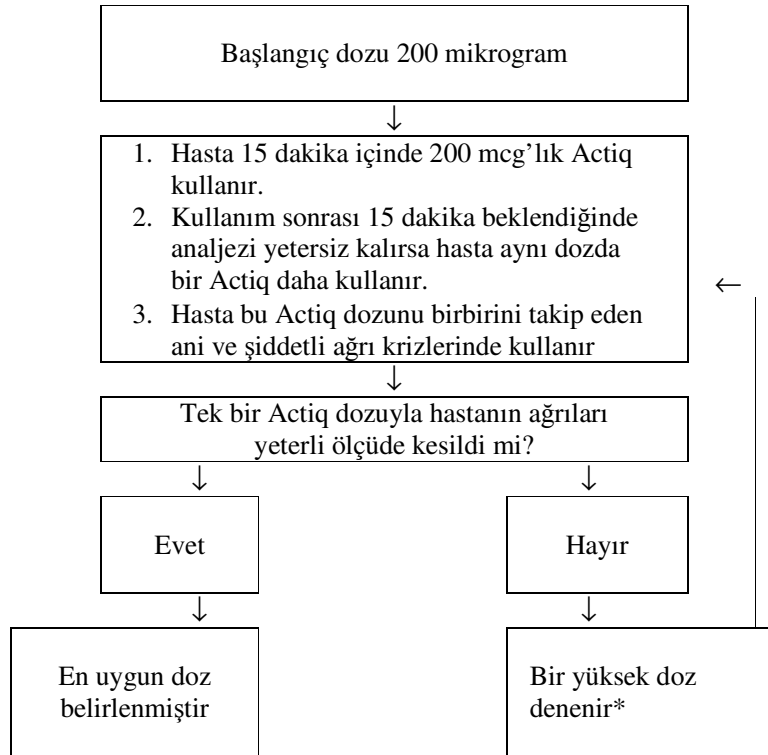 Başlangıç dozu 200 mikrogram
↓
1. Hasta 15 dakika içinde 200 mcg’lık Actiq
kullanır.
2. Kullanım sonrası 15 dakika beklendiğinde
analjezi yetersiz kalırsa hasta aynı dozda
bir Actiq daha kullanır.
3. Hasta bu Actiq dozunu birbirini takip eden
ani ve şiddetli ağrı krizlerinde kullanır
←
↓
Tek bir Actiq dozuyla hastanın ağrıları
yeterli ölçüde kesildi mi?
↓ ↓
Evet
Hayır
↓ ↓
En uygun doz
belirlenmiştir
Bir yüksek doz
denenir*